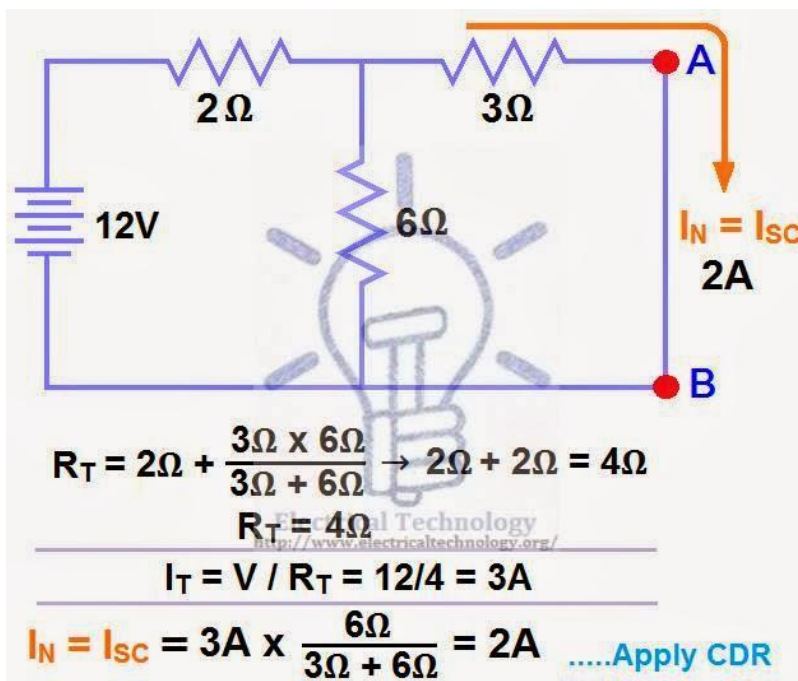 2Ω
3Ω
A
12V
6Ω
I_N = I_SC
2A
B
R_T = 2Ω + (3Ω x 6Ω)/(3Ω + 6Ω) → 2Ω + 2Ω = 4Ω
Electrical Technology
R_T = 4Ω
http://www.electricaltechnology.org/
I_T = V / R_T = 12/4 = 3A
I_N = I_SC = 3A x 6Ω/(3Ω + 6Ω) = 2A .....Apply CDR